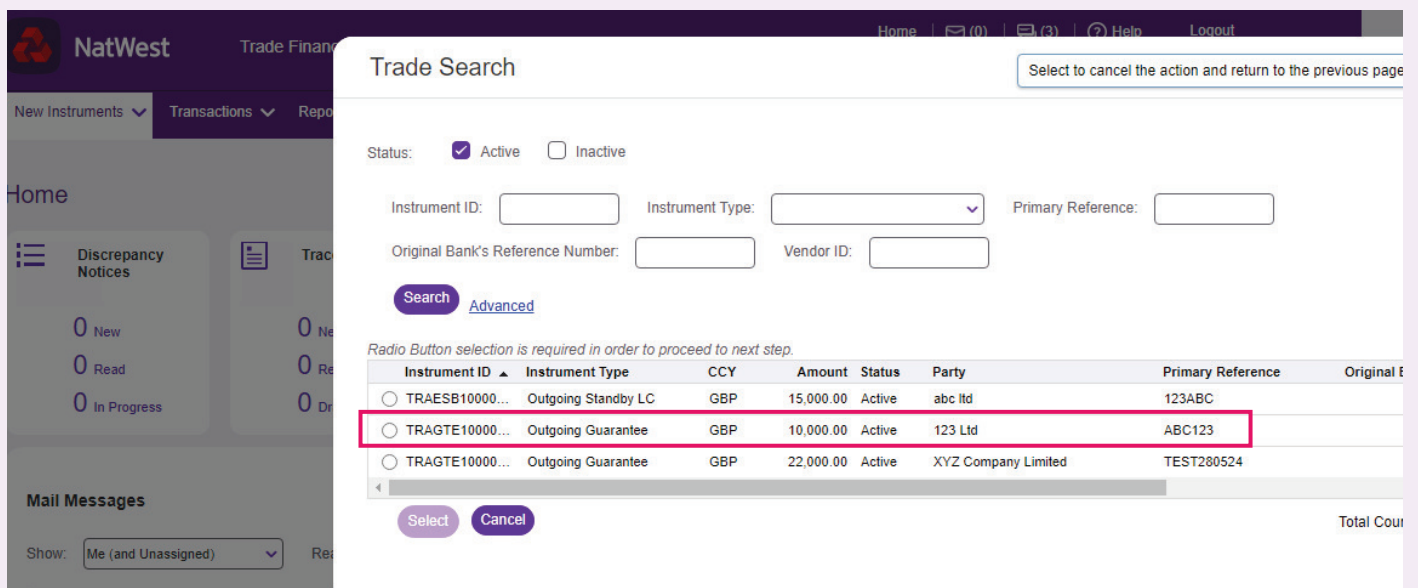 NatWest
Trade Financ
Home (0) (3) Help Logout
New Instruments Transactions Repo
Home
Discrepancy
Notices
Trac
0 New
0 Ne
0 Read
0 Re
0 In Progress
0 Dr
Mail Messages
Show: Me (and Unassigned) Rea
Trade Search
Select to cancel the action and return to the previous page
Status: Active Inactive
Instrument ID: Instrument Type: Primary Reference:
Original Bank's Reference Number: Vendor ID:
Search Advanced
Radio Button selection is required in order to proceed to next step.
Instrument ID Instrument Type CCY Amount Status Party Primary Reference Original B
TRAESB10000... Outgoing Standby LC GBP 15,000.00 Active abc ltd 123ABC
TRAGTE10000... Outgoing Guarantee GBP 10,000.00 Active 123 Ltd ABC123
TRAGTE10000... Outgoing Guarantee GBP 22,000.00 Active XYZ Company Limited TEST280524
Select Cancel
Total Cour